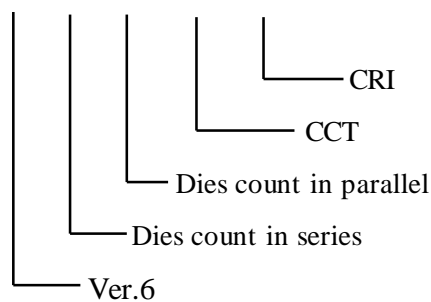 CRI
CCT
Dies count in parallel
Dies count in series
Ver.6